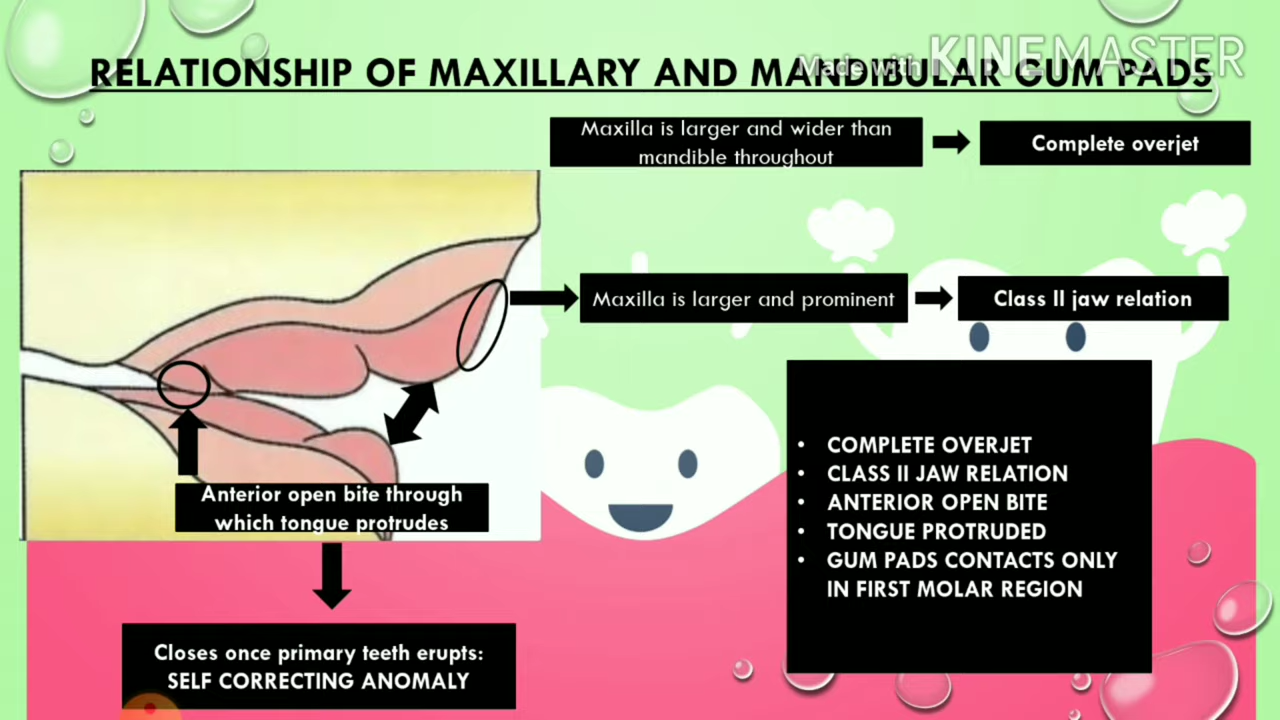 Made with KINEMASTER
RELATIONSHIP OF MAXILLARY AND MANDIBULAR GUM PADS
Maxilla is larger and wider than
mandible throughout
Complete overjet
Maxilla is larger and prominent
Class II jaw relation
Anterior open bite through
which tongue protrudes
• COMPLETE OVERJET
• CLASS II JAW RELATION
• ANTERIOR OPEN BITE
• TONGUE PROTRUDED
• GUM PADS CONTACTS ONLY
IN FIRST MOLAR REGION
Closes once primary teeth erupts:
SELF CORRECTING ANOMALY